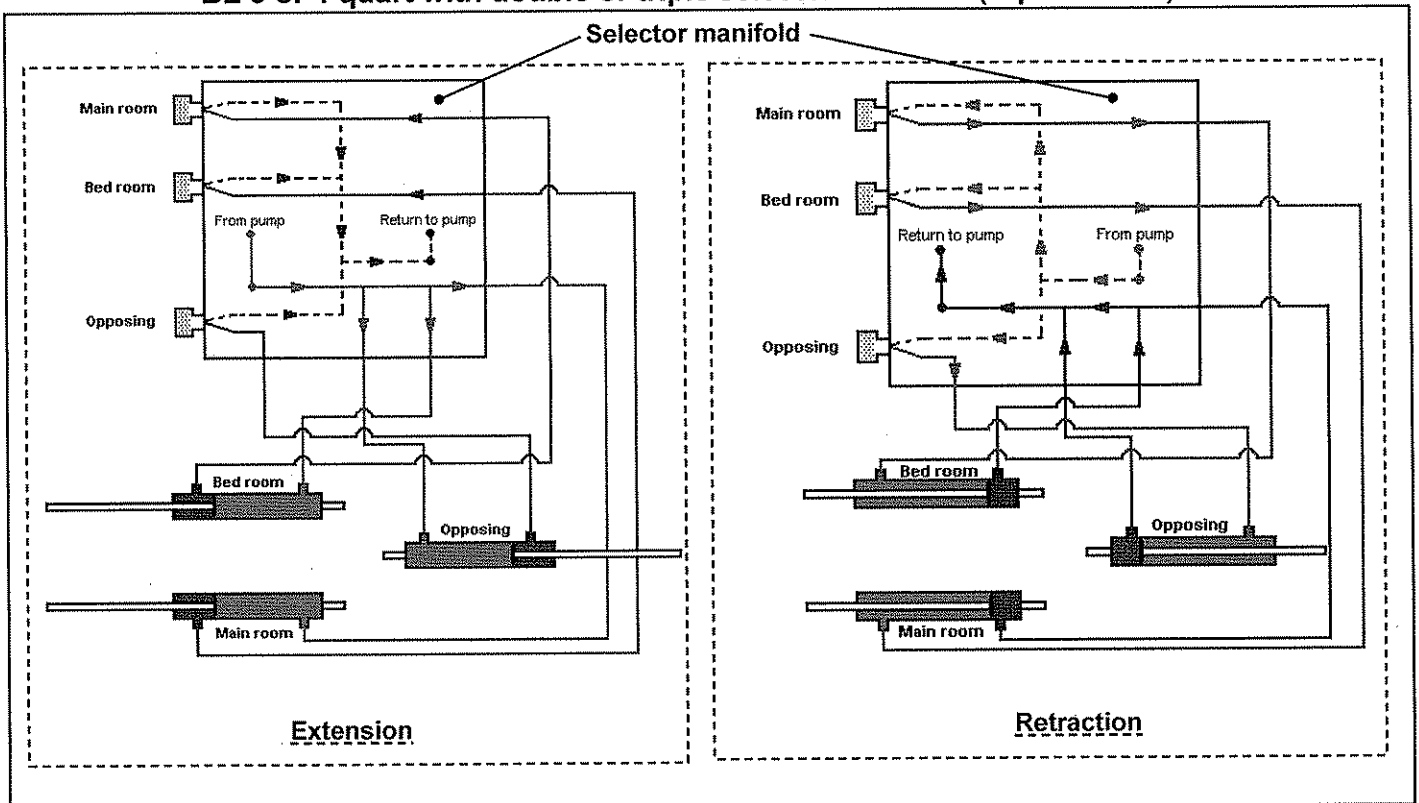 Selector manifold
Main room
Bed room
From pump
Return to pump
Opposing
Bed room
Opposing
Main room
Extension
Main room
Bed room
Return to pump
From pump
Opposing
Bed room
Opposing
Main room
Retraction